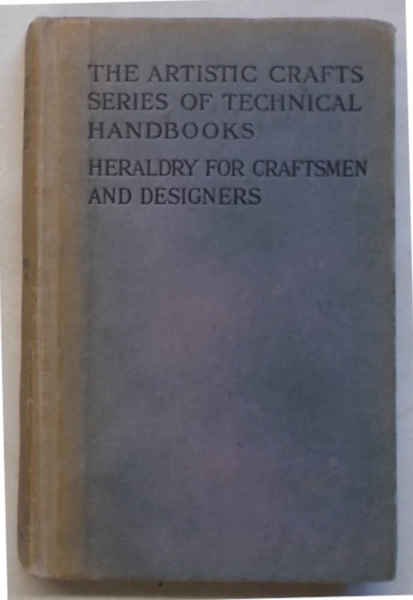 THE ARTISTIC CRAFTS
SERIES OF TECHNICAL
HANDBOOKS
HERALDRY FOR CRAFTSMEN
AND DESIGNERS